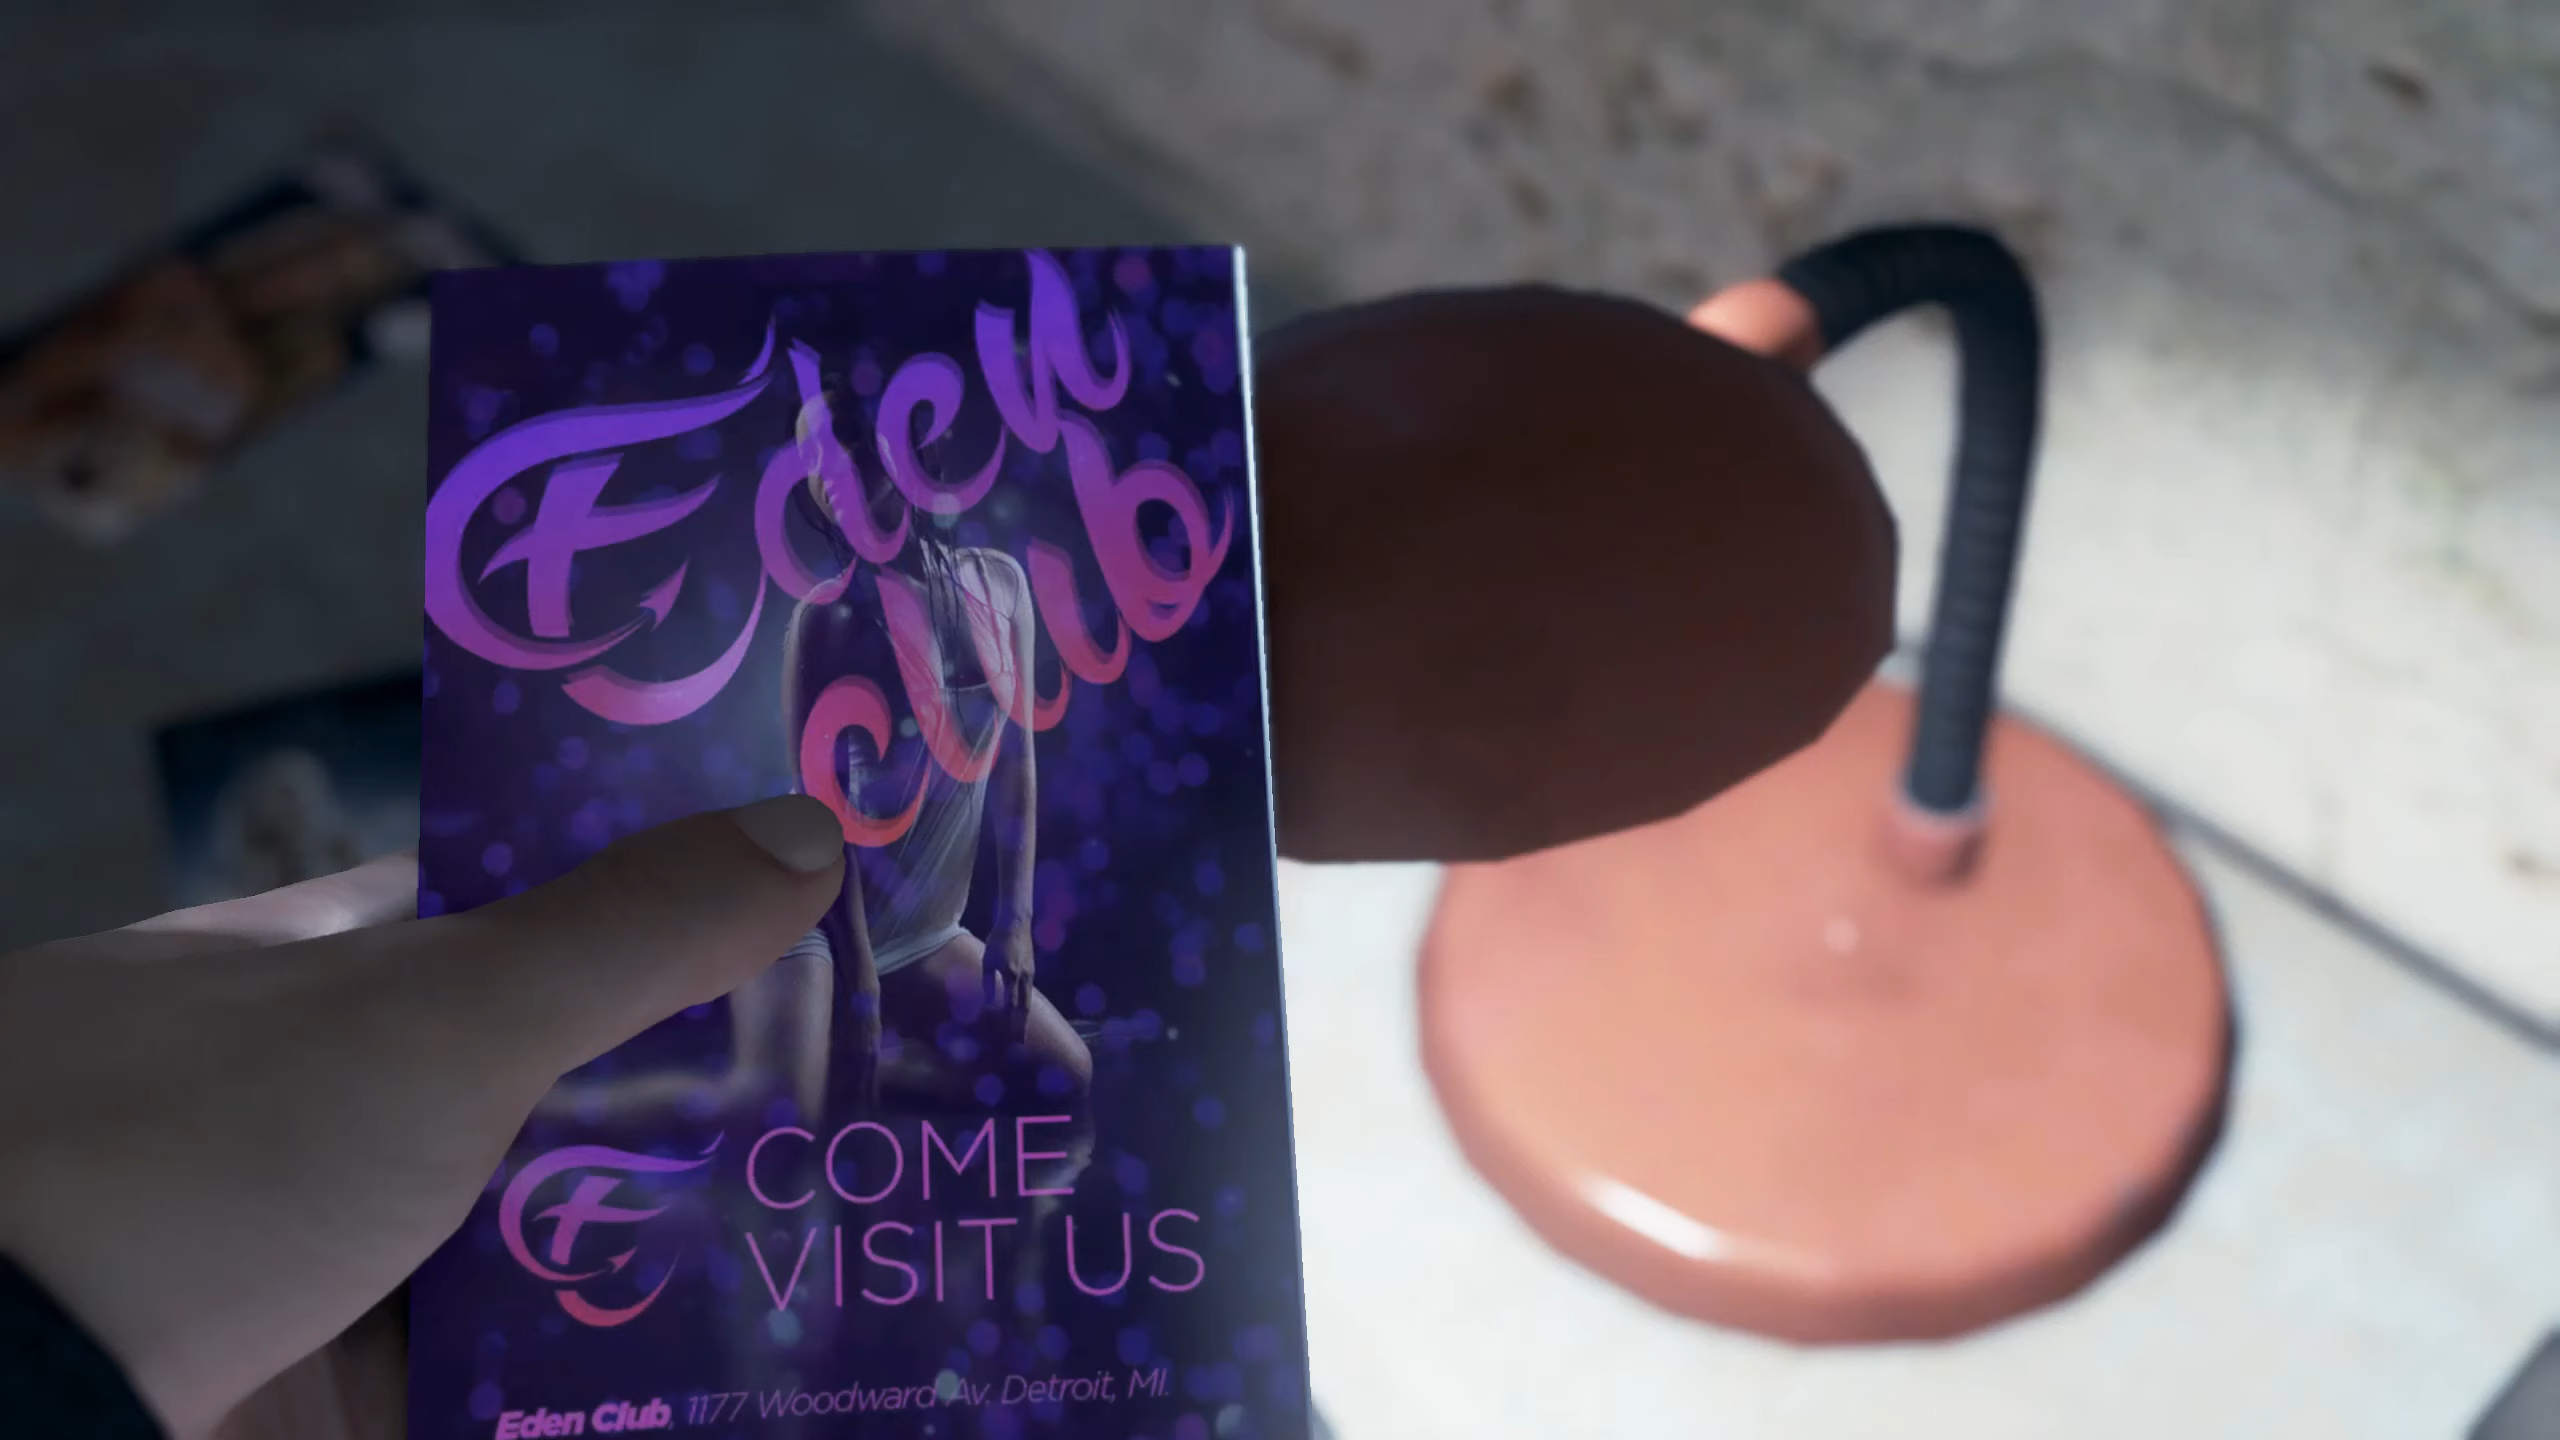 Eden
club
COME
VISIT US
Eden Club, 1177 Woodward Av. Detroit, MI.